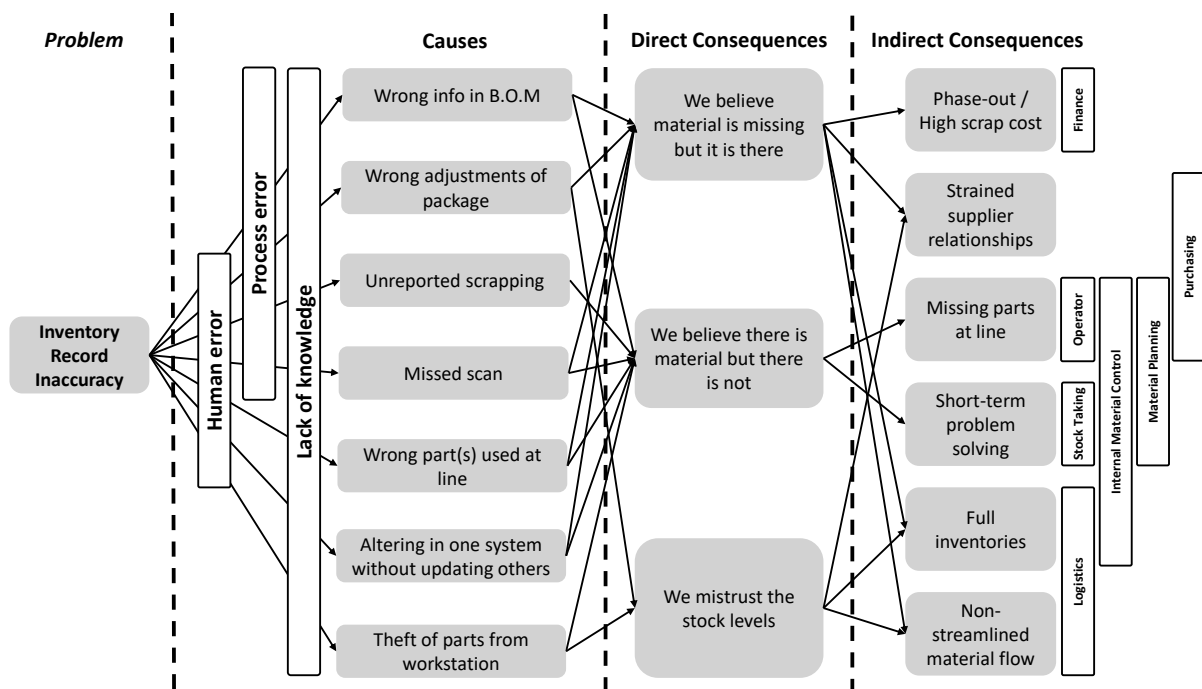 Problem
Causes
Direct Consequences
Indirect Consequences
Inventory
Record
Inaccuracy
Human error
Process error
Lack of knowledge
Wrong info in B.O.M
Wrong adjustments of
package
Unreported scrapping
Missed scan
Wrong part(s) used at
line
Altering in one system
without updating others
Theft of parts from
workstation
We believe
material is missing
but it is there
We believe there is
material but there
is not
We mistrust the
stock levels
Phase-out /
High scrap cost
Strained
supplier
relationships
Missing parts
at line
Short-term
problem
solving
Full
inventories
Non-
streamlined
material flow
Finance
Operator
Stock Taking
Logistics
Internal Material Control
Material Planning
Purchasing